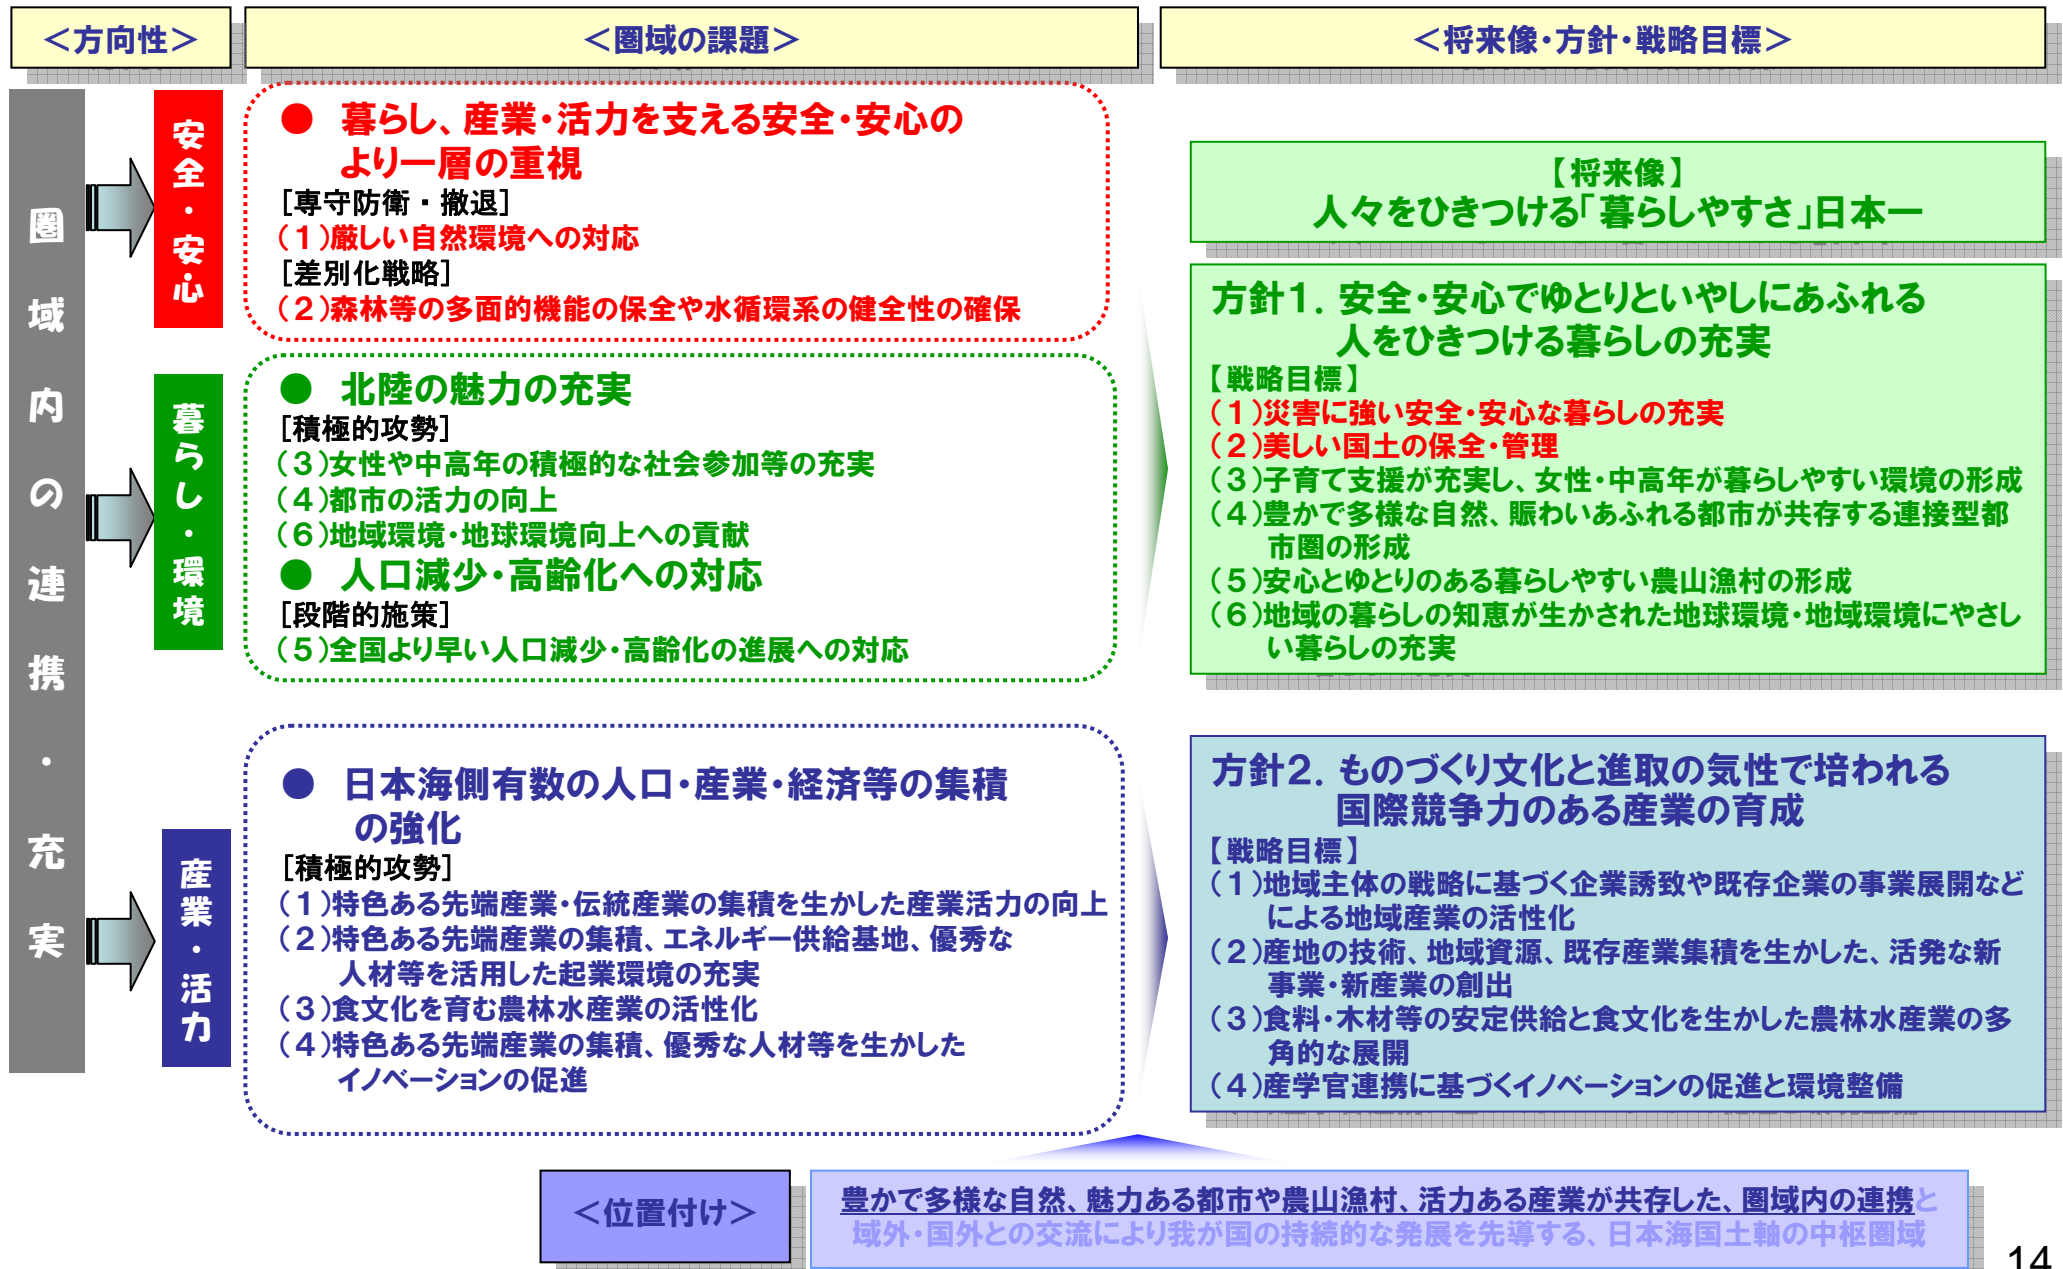 ＜方向性＞
＜圏域の課題＞
＜将来像・方針・戦略目標＞
圏域内の連携・充実
安全・安心
● 暮らし、産業・活力を支える安全・安心の
より一層の重視
[専守防衛・撤退]
(1)厳しい自然環境への対応
[差別化戦略]
(2)森林等の多面的機能の保全や水循環系の健全性の確保
暮らし・環境
● 北陸の魅力の充実
[積極的攻勢]
(3)女性や中高年の積極的な社会参加等の充実
(4)都市の活力の向上
(6)地域環境・地球環境向上への貢献
● 人口減少・高齢化への対応
[段階的施策]
(5)全国より早い人口減少・高齢化の進展への対応
産業・活力
● 日本海側有数の人口・産業・経済等の集積
の強化
[積極的攻勢]
(1)特色ある先端産業・伝統産業の集積を生かした産業活力の向上
(2)特色ある先端産業の集積、エネルギー供給基地、優秀な
人材等を活用した起業環境の充実
(3)食文化を育む農林水産業の活性化
(4)特色ある先端産業の集積、優秀な人材等を生かした
イノベーションの促進
【将来像】
人々をひきつける「暮らしやすさ」日本一
方針1. 安全・安心でゆとりといやしにあふれる
人をひきつける暮らしの充実
【戦略目標】
(1)災害に強い安全・安心な暮らしの充実
(2)美しい国土の保全・管理
(3)子育て支援が充実し、女性・中高年が暮らしやすい環境の形成
(4)豊かで多様な自然、賑わいあふれる都市が共存する連接型都
市圏の形成
(5)安心とゆとりのある暮らしやすい農山漁村の形成
(6)地域の暮らしの知恵が生かされた地球環境・地域環境にやさし
い暮らしの充実
方針2. ものづくり文化と進取の気性で培われる
国際競争力のある産業の育成
【戦略目標】
(1)地域主体の戦略に基づく企業誘致や既存企業の事業展開など
による地域産業の活性化
(2)産地の技術、地域資源、既存産業集積を生かした、活発な新
事業・新産業の創出
(3)食料・木材等の安定供給と食文化を生かした農林水産業の多
角的な展開
(4)産学官連携に基づくイノベーションの促進と環境整備
＜位置付け＞
豊かで多様な自然、魅力ある都市や農山漁村、活力ある産業が共存した、圏域内の連携と
域外・国外との交流により我が国の持続的な発展を先導する、日本海国土軸の中枢圏域
14